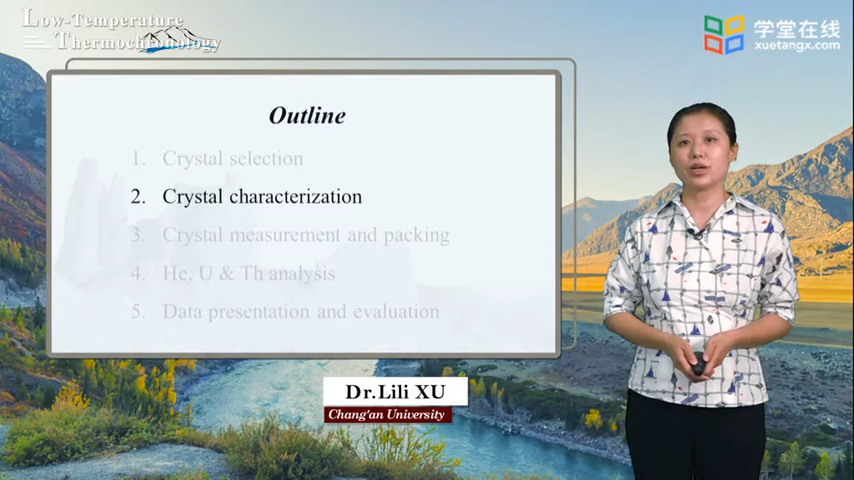 Low-Temperature
Thermochronology
学堂在线
xuetangx.com
Outline
1. Crystal selection
2. Crystal characterization
3. Crystal measurement and packing
4. He, U & Th analysis
5. Data presentation and evaluation
Dr.Lili XU
Chang'an University